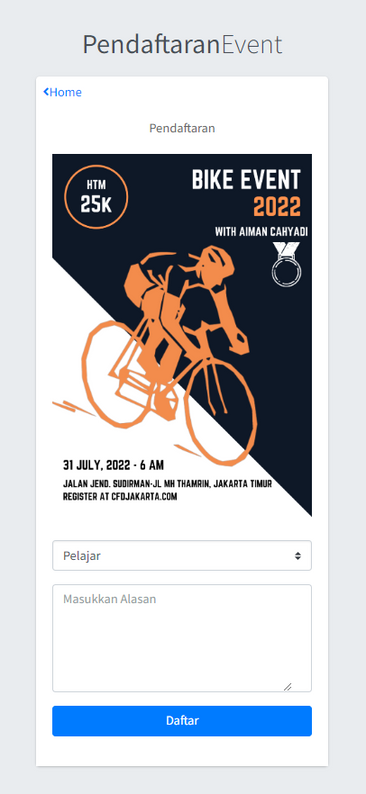 PendaftaranEvent
Home
Pendaftaran
HTM
25K
BIKE EVENT
2022
WITH AIMAN CAHYADI
31 JULY, 2022 - 6 AM
JALAN JEND. SUDIRMAN-JL MH THAMRIN, JAKARTA TIMUR
REGISTER AT CFDJAKARTA.COM
Pelajar
Masukkan Alasan
Daftar